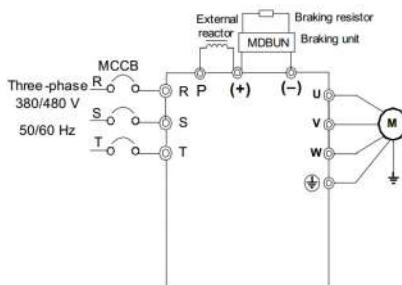 External
reactor
Braking resistor
MDBUN
Braking unit
MCCB
Three-phase
380/480 V
50/60 Hz
R
S
T
R P (+) (−)
S
T
U
V
W
M